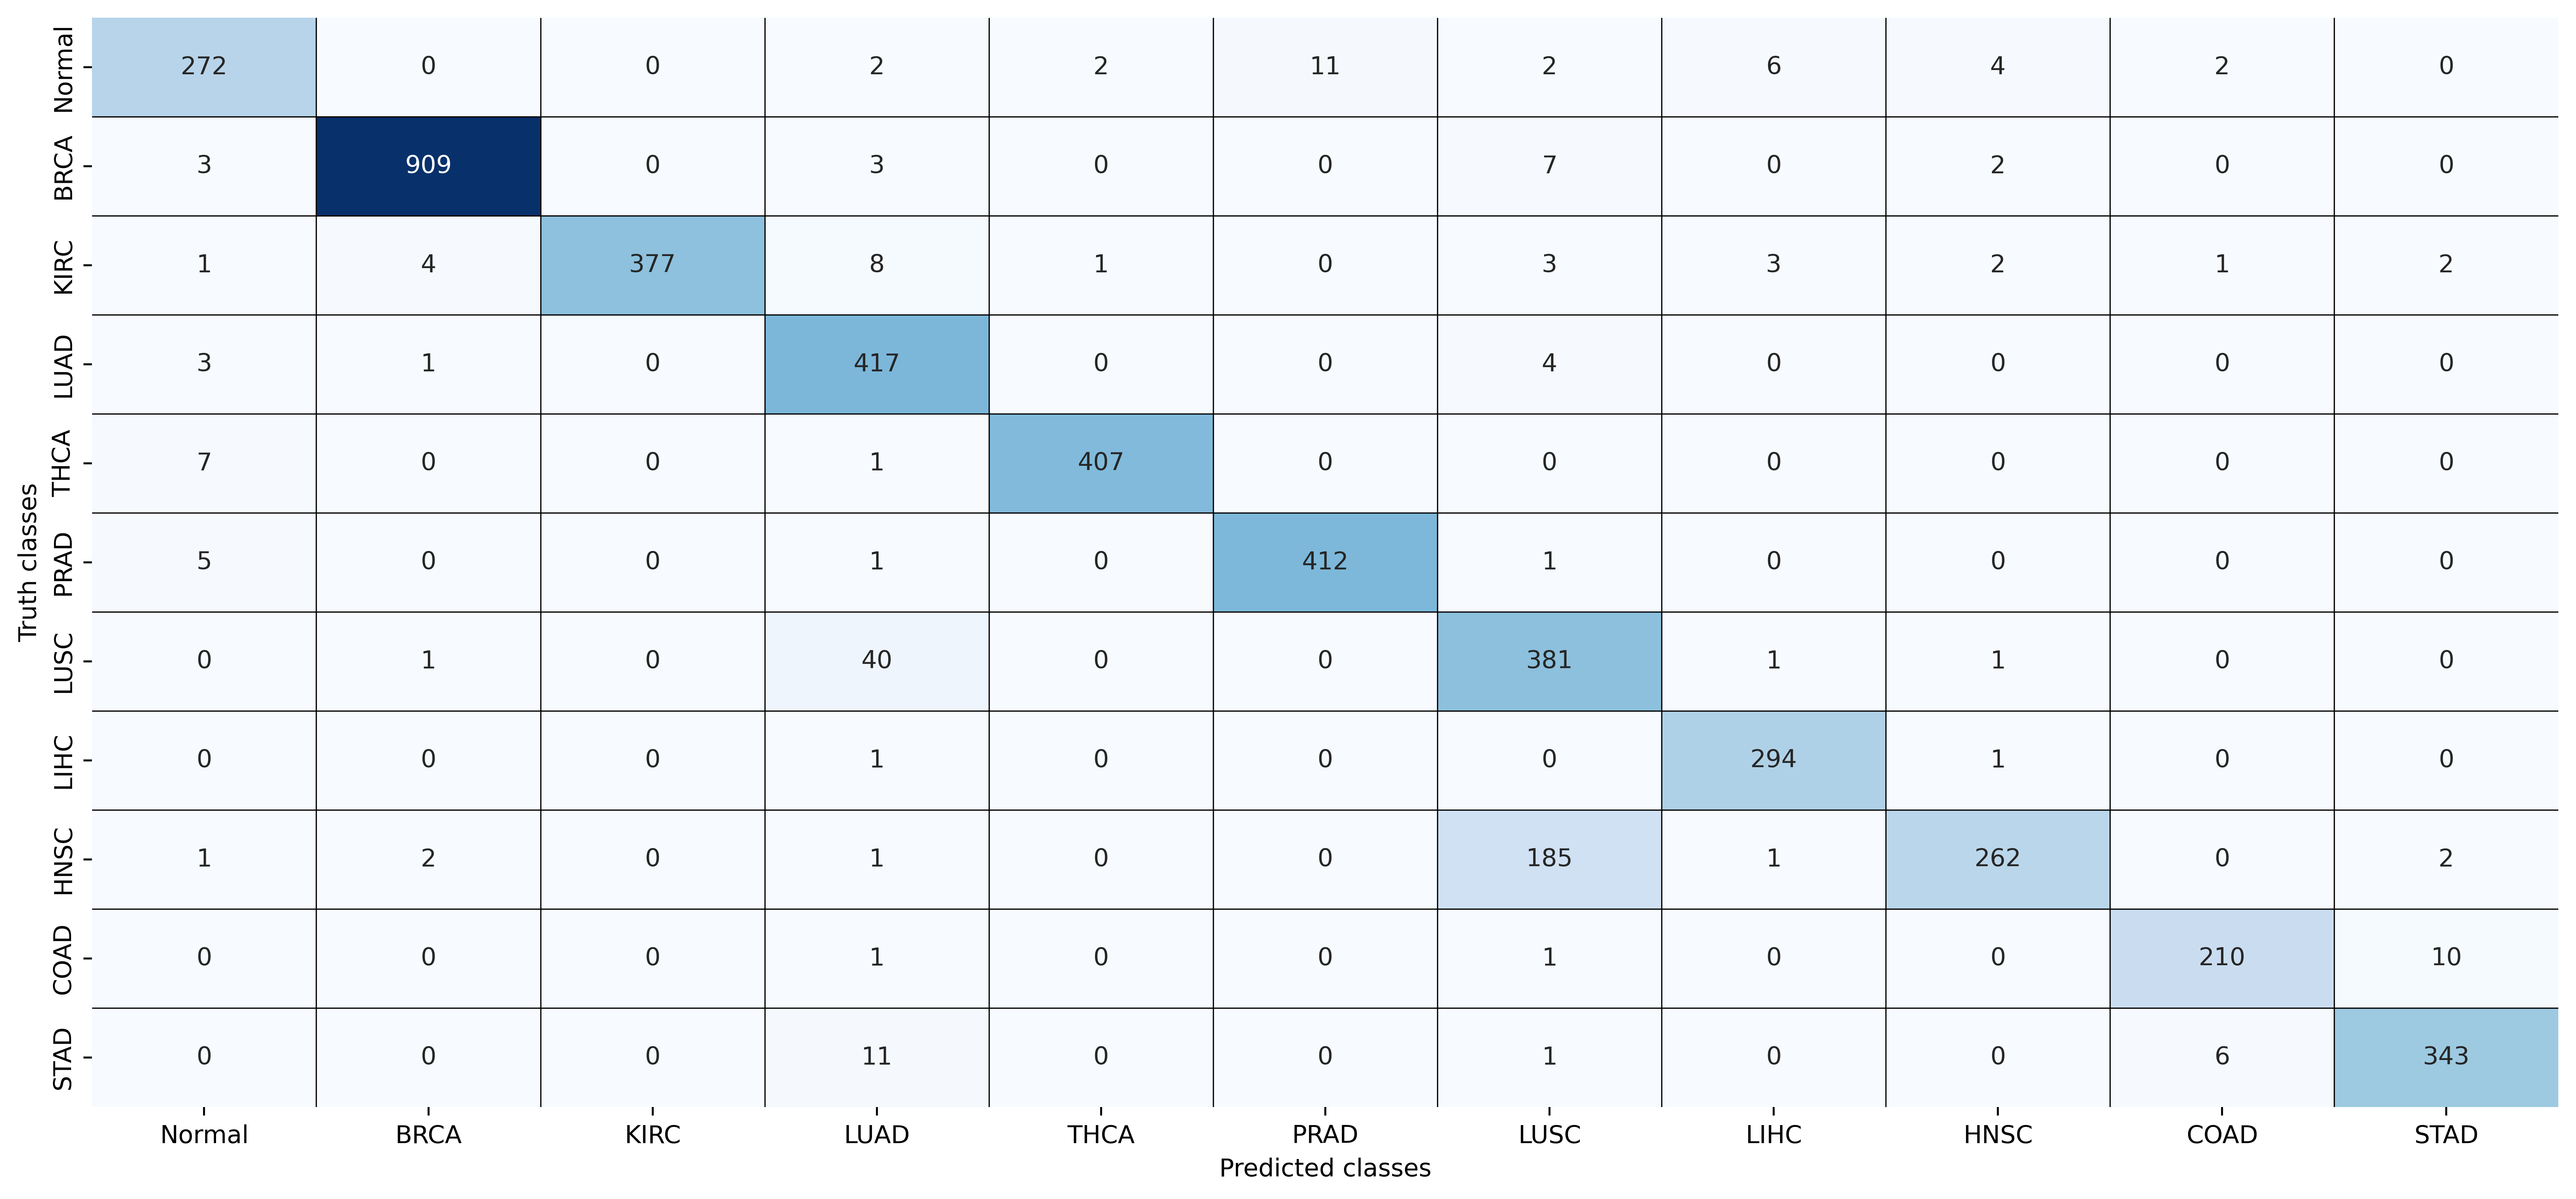 Truth classes
Normal 272 0 0 2 2 11 2 6 4 2 0
BRCA 3 909 0 3 0 0 7 0 2 0 0
KIRC 1 4 377 8 1 0 3 3 2 1 2
LUAD 3 1 0 417 0 0 4 0 0 0 0
THCA 7 0 0 1 407 0 0 0 0 0 0
PRAD 5 0 0 1 0 412 1 0 0 0 0
LUSC 0 1 0 40 0 0 381 1 1 0 0
LIHC 0 0 0 1 0 0 0 294 1 0 0
HNSC 1 2 0 1 0 0 185 1 262 0 2
COAD 0 0 0 1 0 0 1 0 0 210 10
STAD 0 0 0 11 0 0 1 0 0 6 343
Normal BRCA KIRC LUAD THCA PRAD LUSC LIHC HNSC COAD STAD
Predicted classes